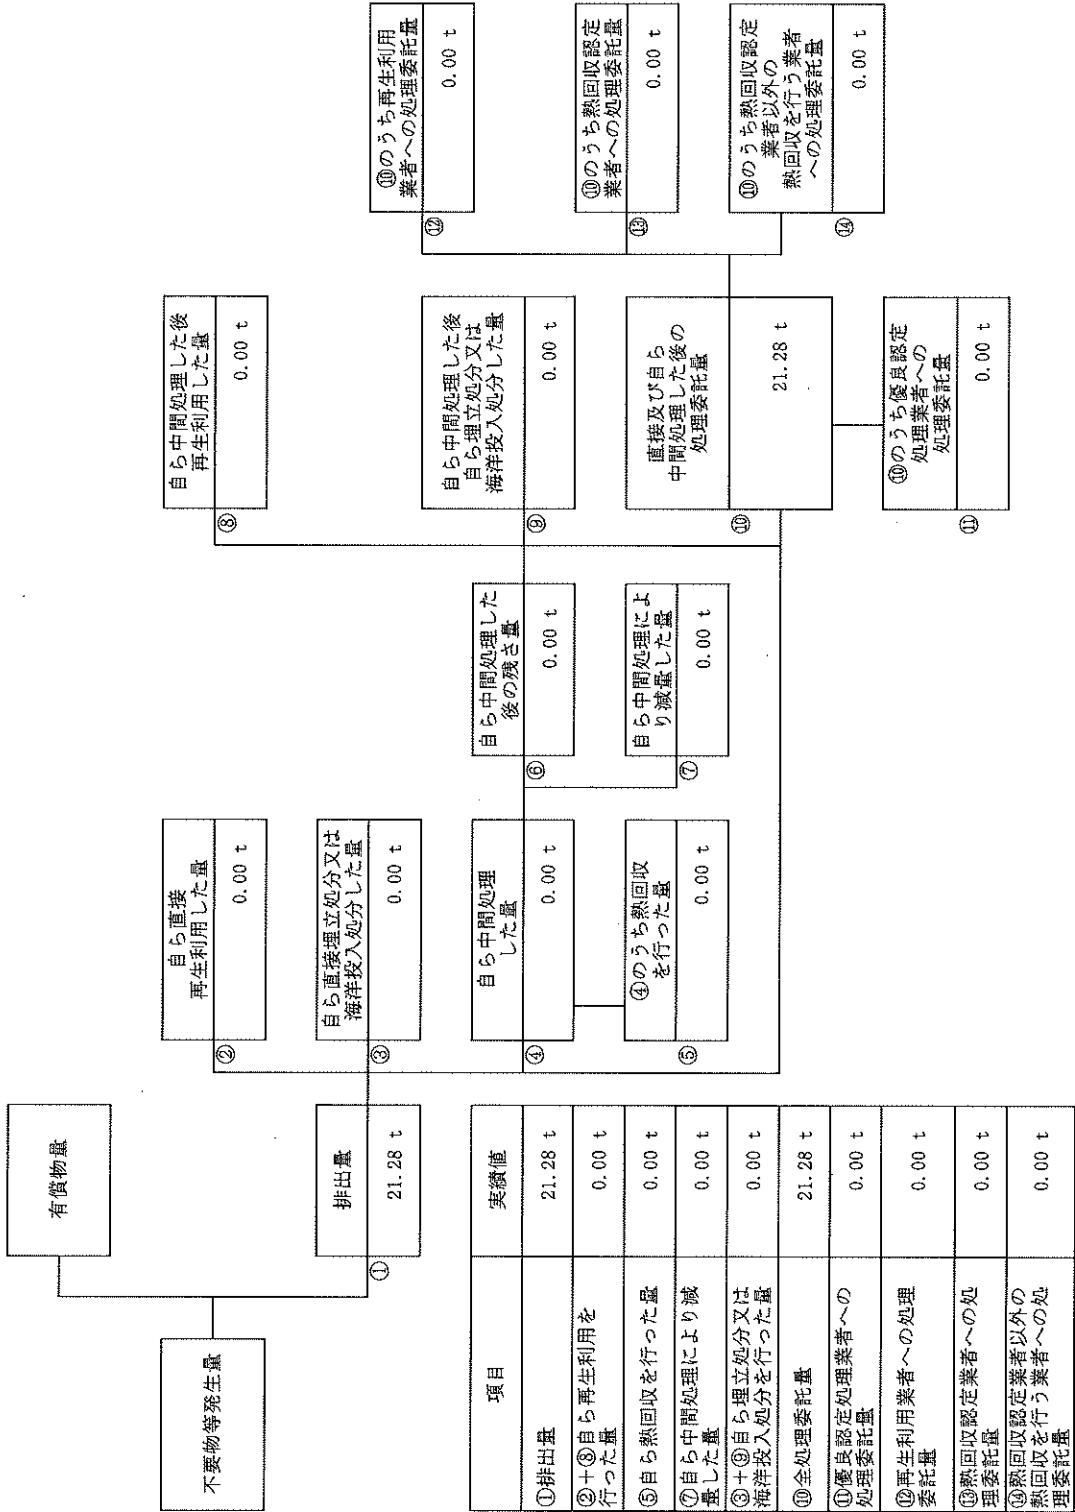 不要物等発生量
有償物量
①
排出量
21.28 t
②
自ら直接
再生利用した量
0.00 t
③
自ら直接埋立処分又は
海洋投入処分した量
0.00 t
④
自ら中間処理
した量
0.00 t
⑤
④のうち熱回収
を行った量
0.00 t
⑥
自ら中間処理した
後の残さ量
0.00 t
⑦
自ら中間処理によ
り減量した量
0.00 t
⑧
自ら中間処理した後
再生利用した量
0.00 t
⑨
自ら中間処理した後
自ら埋立処分又は
海洋投入処分した量
0.00 t
⑩
直接及び自ら
中間処理した後の
処理委託量
21.28 t
⑪
⑩のうち優良認定
処理業者への
処理委託量
0.00 t
⑫
⑩のうち再生利用
業者への処理委託量
0.00 t
⑬
⑩のうち熱回収認定
業者への処理委託量
0.00 t
⑭
⑩のうち熱回収認定
業者以外の
熱回収を行う業者
への処理委託量
0.00 t
項目 実績値
①排出量 21.28 t
②+⑧自ら再生利用を
行った量 0.00 t
⑤自ら熱回収を行った量 0.00 t
⑦自ら中間処理により減
量した量 0.00 t
③+⑨自ら埋立処分又は
海洋投入処分を行った量 0.00 t
⑩全処理委託量 21.28 t
⑪優良認定処理業者への
処理委託量 0.00 t
⑫再生利用業者への処理
委託量 0.00 t
⑬熱回収認定業者への処
理委託量 0.00 t
⑭熱回収認定業者以外の
熱回収を行う業者への処
理委託量 0.00 t